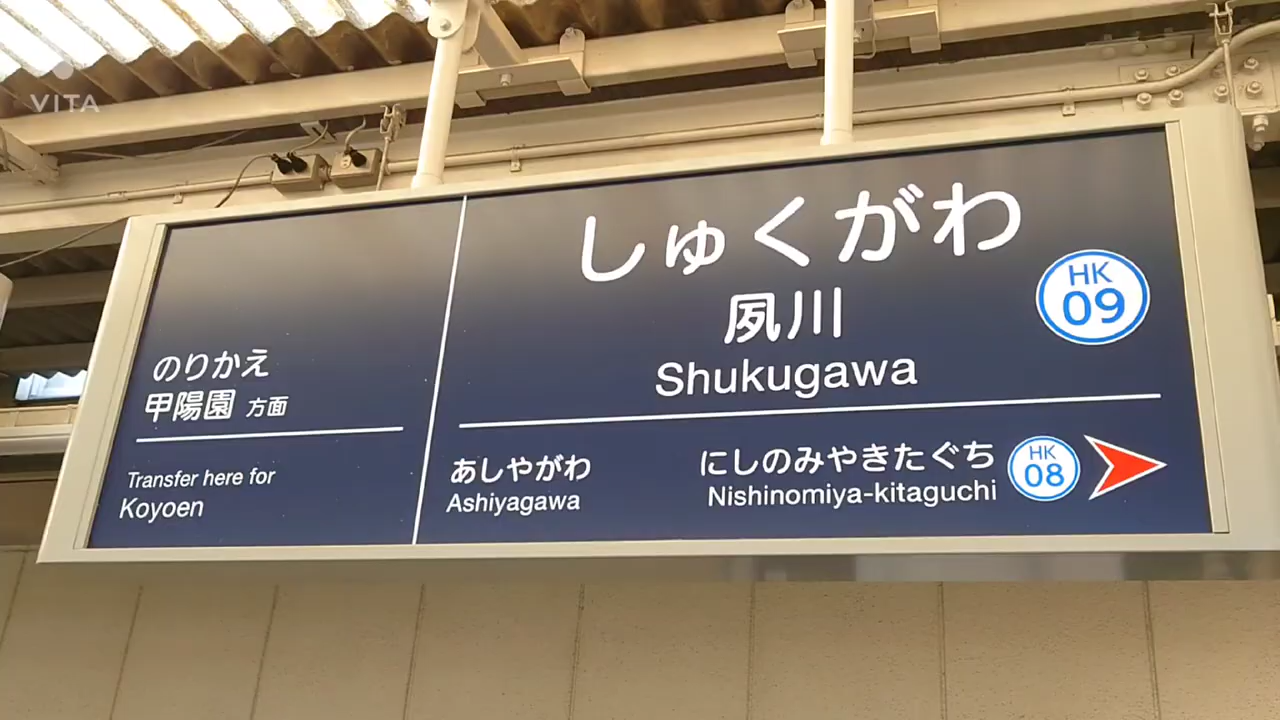 VITA
のりかえ
甲陽園 方面
Transfer here for
Koyoen
しゅくがわ
夙川
Shukugawa
HK
09
あしやがわ
Ashiyagawa
にしのみやきたぐち
Nishinomiya-kitaguchi
HK
08